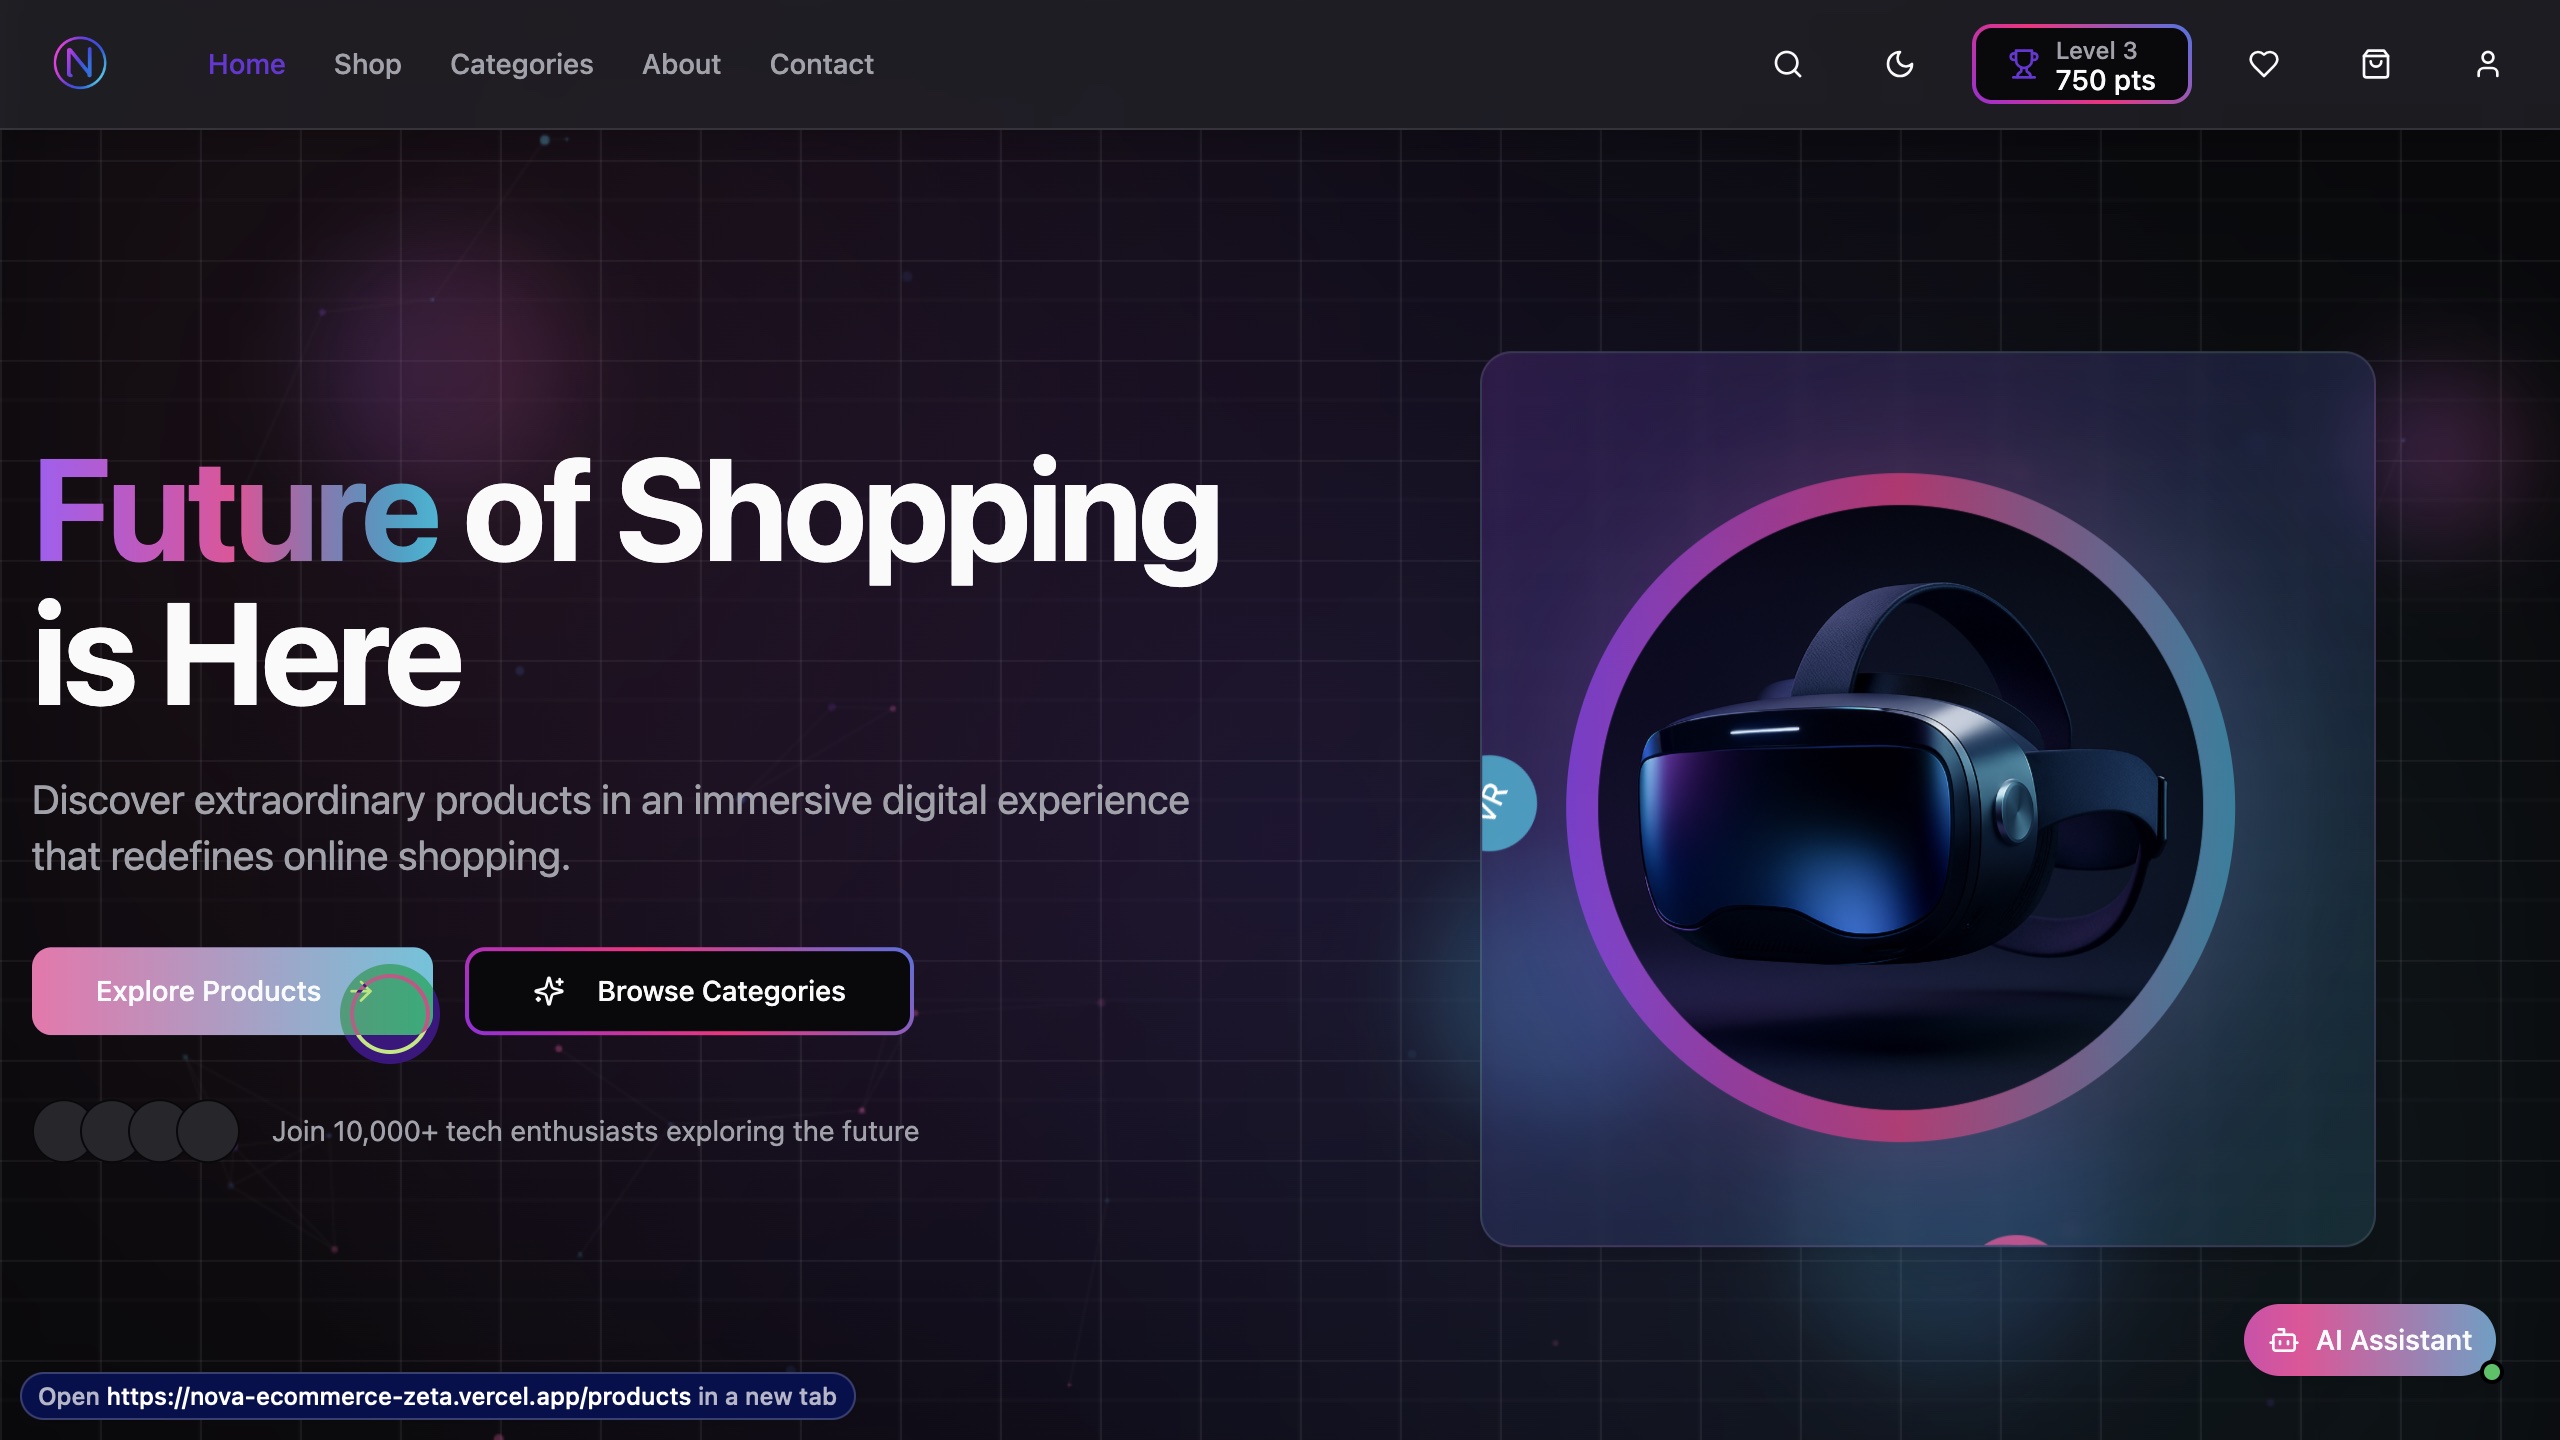 N
Home
Shop
Categories
About
Contact
Level 3
750 pts
Future of Shopping
is Here
Discover extraordinary products in an immersive digital experience
that redefines online shopping.
VR
Explore Products
Browse Categories
Join 10,000+ tech enthusiasts exploring the future
AI Assistant
Open https://nova-ecommerce-zeta.vercel.app/products in a new tab